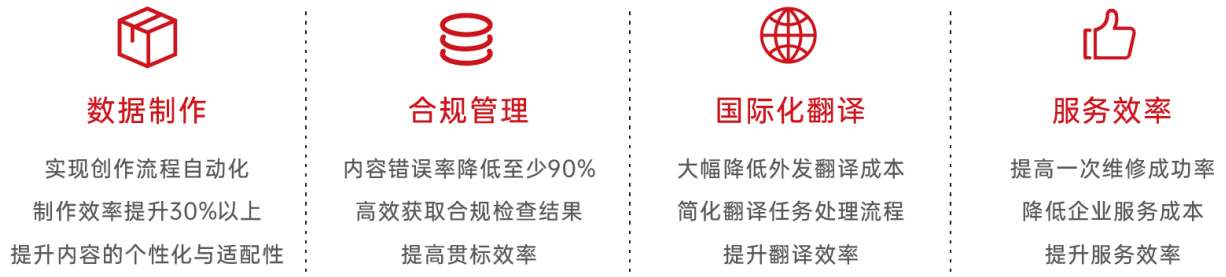 数据制作
实现创作流程自动化
制作效率提升30%以上
提升内容的个性化与适配性
合规管理
内容错误率降低至少90%
高效获取合规检查结果
提高贯标效率
国际化翻译
大幅降低外发翻译成本
简化翻译任务处理流程
提升翻译效率
服务效率
提高一次维修成功率
降低企业服务成本
提升服务效率